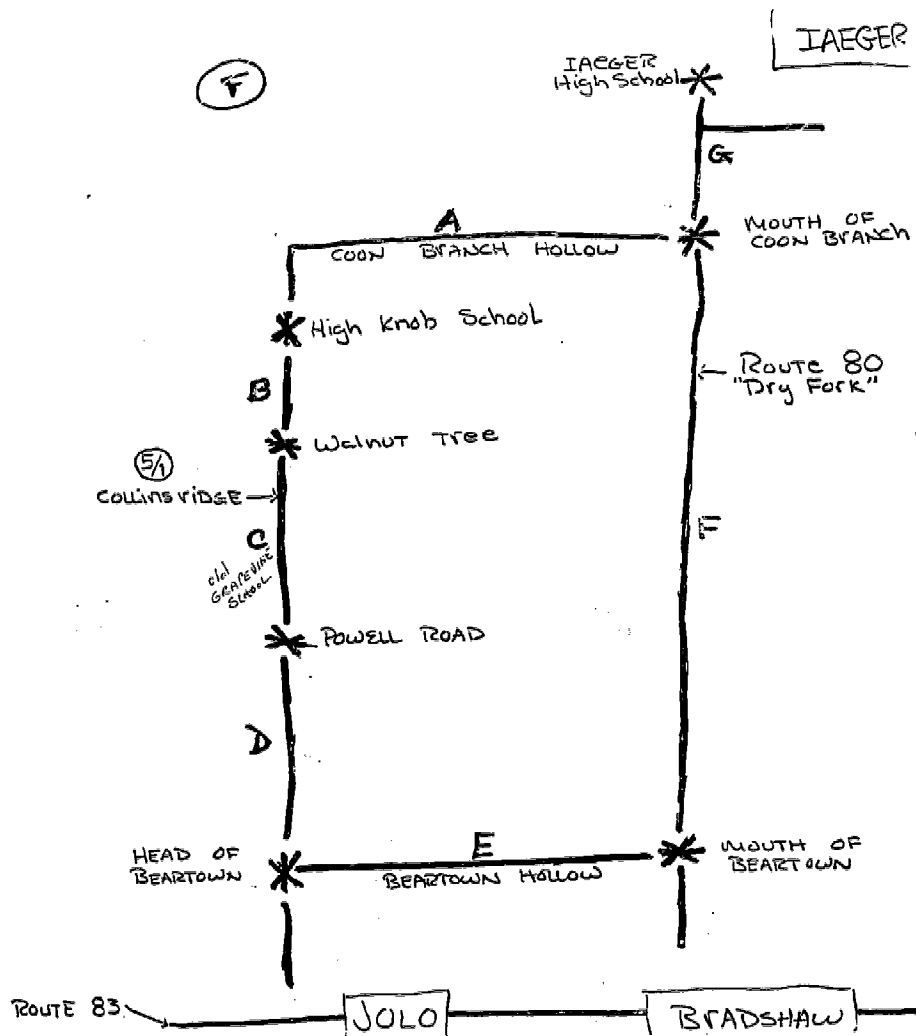 IAEGER
IAEGER
High School
F
G
A
MOUTH OF
COON BRANCH
COON BRANCH HOLLOW
High Knob School
ROUTE 80
"Dry Fork"
B
Walnut Tree
5/1
COLLINS RIDGE
C
F
old
GRAPEVINE
SCHOOL
POWELL ROAD
D
HEAD OF
BEARTOWN
E
BEARTOWN HOLLOW
MOUTH OF
BEARTOWN
ROUTE 83
JOLO
BRADSHAW